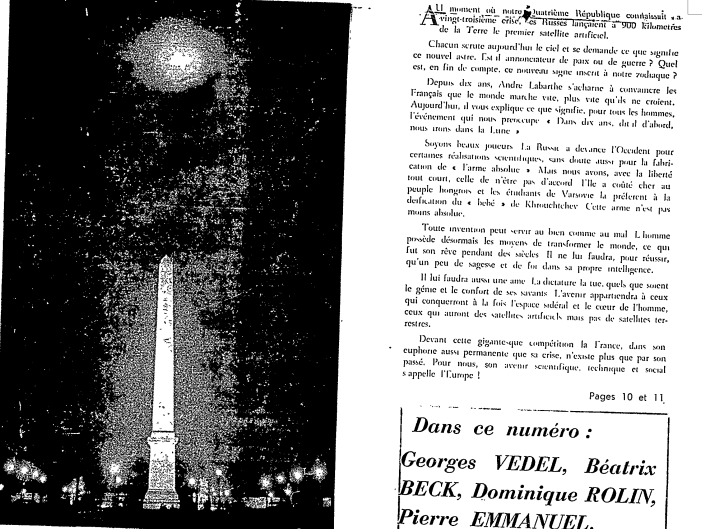 AU moment où notre Quatrième République connaissait sa
vingt-troisième crise, les Russes lançaient à 900 kilomètres
de la Terre le premier satellite artificiel.
Chacun scrute aujourd'hui le ciel et se demande ce que signifie
ce nouvel astre. Est il annonciateur de paix ou de guerre ? Quel
est, en fin de compte, ce nouveau signe inscrit à notre zodiaque ?
Depuis dix ans, André Labarthe s'acharne à convaincre les
Français que le monde marche vite, plus vite qu'ils ne croient.
Aujourd'hui, il vous explique ce que signifie, pour tous les hommes,
l'événement qui nous préoccupe « Dans dix ans, dit il d'abord,
nous irons dans la Lune »
Soyons beaux joueurs La Russie a devancé l'Occident pour
certaines réalisations scientifiques, sans doute aussi pour la fabri-
cation de « l'arme absolue » Mais nous avons, avec la liberté
tout court, celle de n'être pas d'accord Elle a coûté cher au
peuple hongrois et les étudiants de Varsovie la préfèrent à la
déification du « bébé » de Khrouchtchev Cette arme n'est pas
moins absolue.
Toute invention peut servir au bien comme au mal L'homme
possède désormais les moyens de transformer le monde, ce qui
fut son rêve pendant des siècles Il ne lui faudra, pour réussir,
qu'un peu de sagesse et de foi dans sa propre intelligence.
Il lui faudra aussi une âme La dictature la tue, quels que soient
le génie et le confort de ses savants L'avenir appartiendra à ceux
qui conquerront à la fois l'espace sidéral et le cœur de l'homme,
ceux qui auront des satellites artificiels mais pas de satellites ter-
restres.
Devant cette gigantesque compétition la France, dans son
euphorie aussi permanente que sa crise, n'existe plus que par son
passé. Pour nous, son avenir scientifique, technique et social
s'appelle l'Europe !
Pages 10 et 11
Dans ce numéro :
Georges VEDEL, Béatrix
BECK, Dominique ROLIN,
Pierre EMMANUEL.